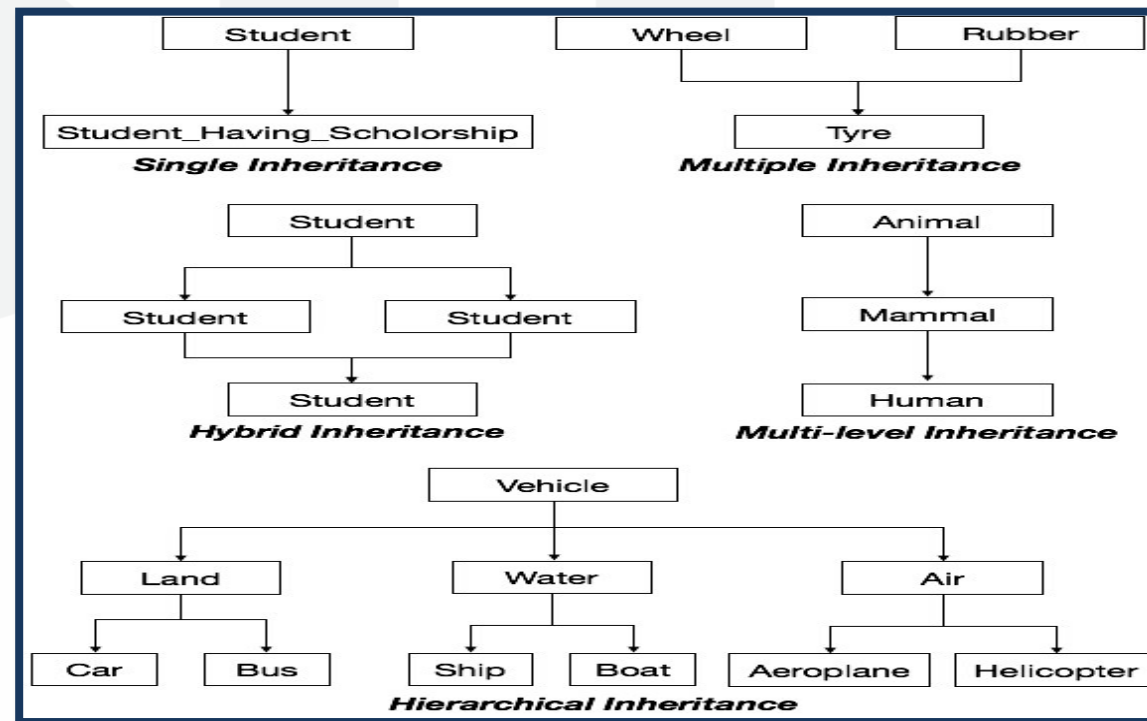 Student
Student_Having_Scholorship
Single Inheritance
Wheel Rubber
Tyre
Multiple Inheritance
Student
Student Student
Student
Hybrid Inheritance
Animal
Mammal
Human
Multi-level Inheritance
Vehicle
Land Water Air
Car Bus Ship Boat Aeroplane Helicopter
Hierarchical Inheritance